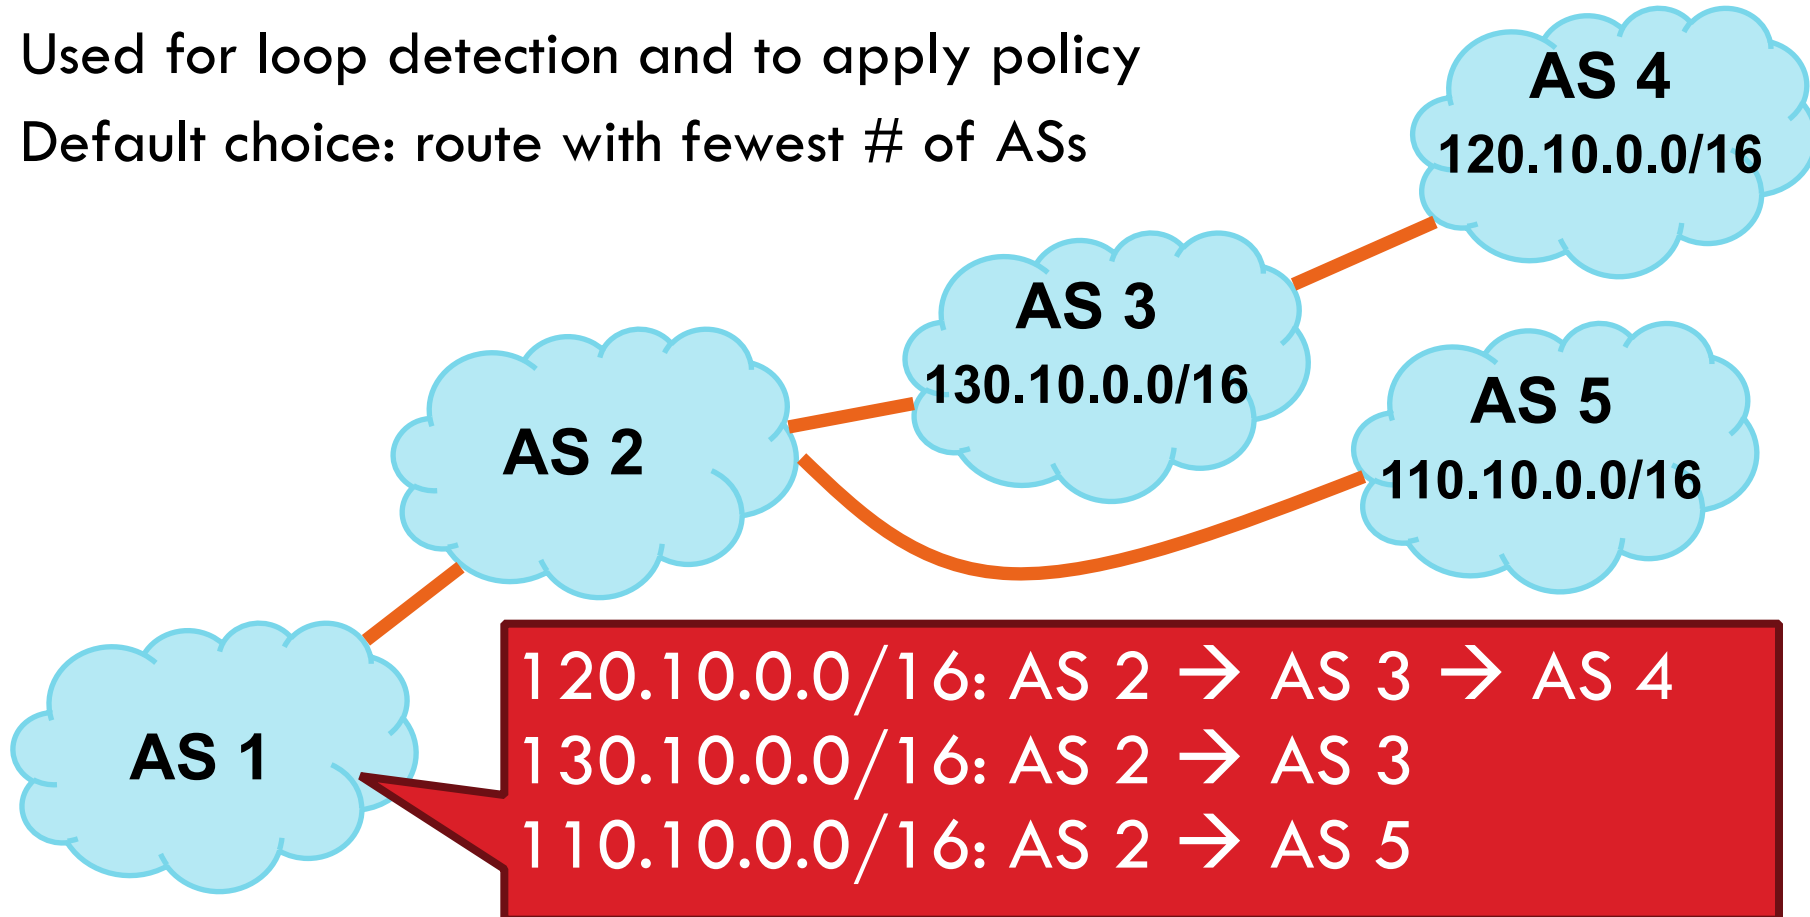 Used for loop detection and to apply policy
Default choice: route with fewest # of ASs
AS 4
120.10.0.0/16
AS 3
130.10.0.0/16
AS 5
110.10.0.0/16
AS 2
AS 1
120.10.0.0/16: AS 2 → AS 3 → AS 4
130.10.0.0/16: AS 2 → AS 3
110.10.0.0/16: AS 2 → AS 5